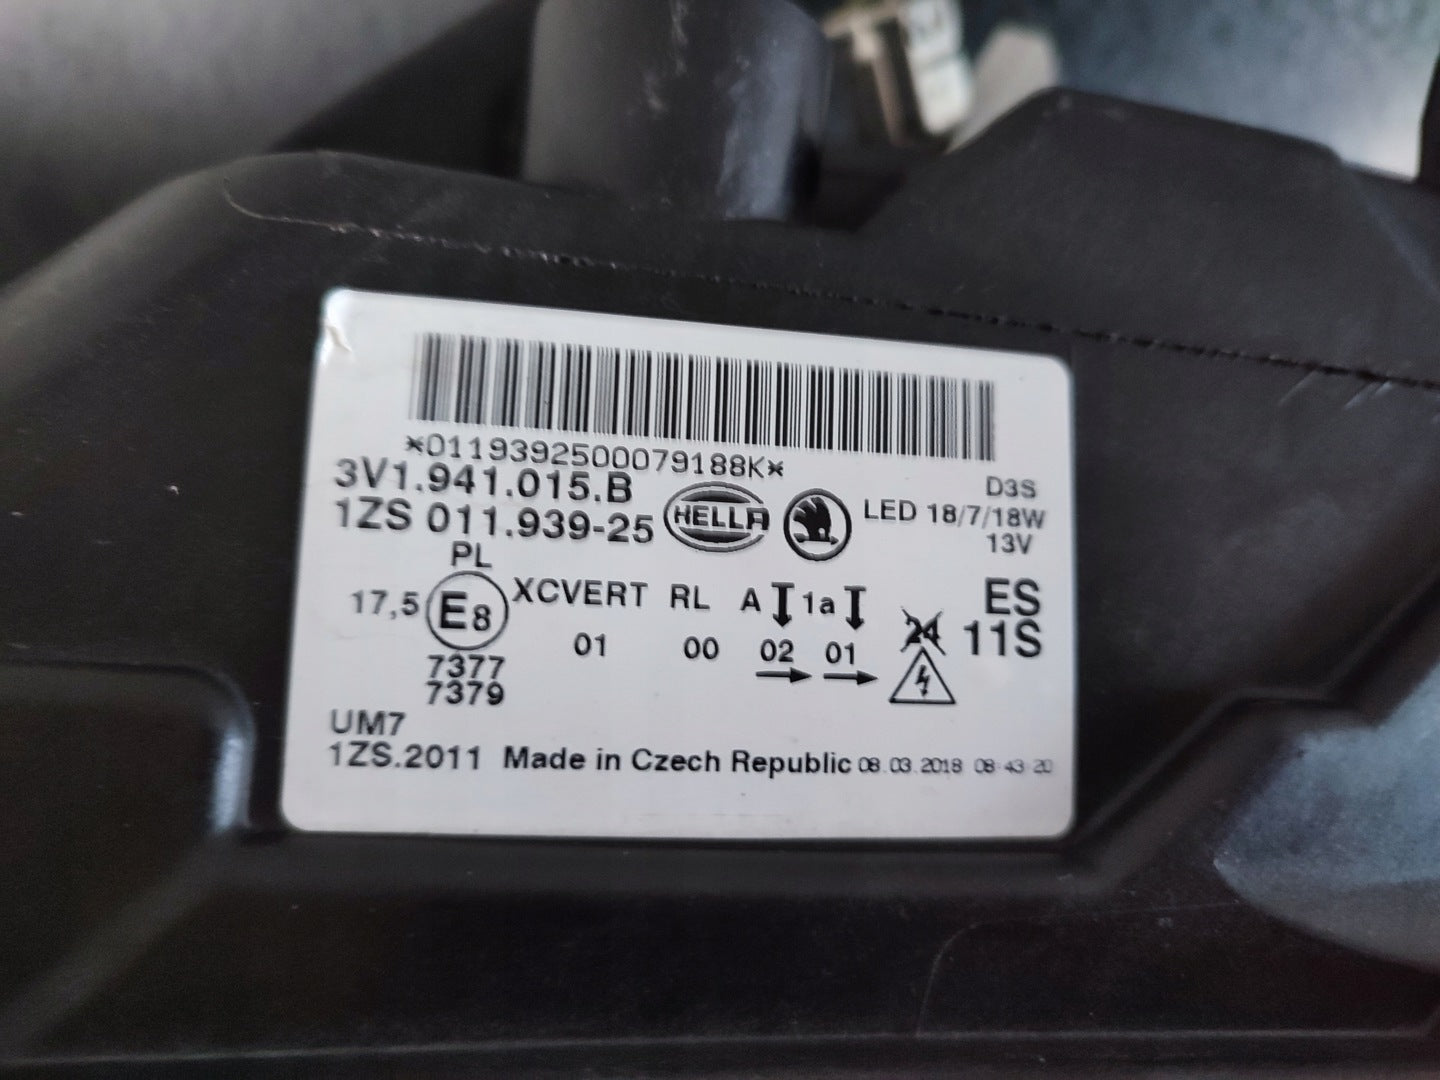 *0119392500079188K*
3V1.941.015.B
1ZS 011.939-25
HELLA
D3S
LED 18/7/18W
13V
PL
17,5 E8 XCVERT RL A 1a
01 00 02 01
24
ES
11S
7377
7379
UM7
1ZS.2011 Made in Czech Republic 08.03.2018 08:43:20